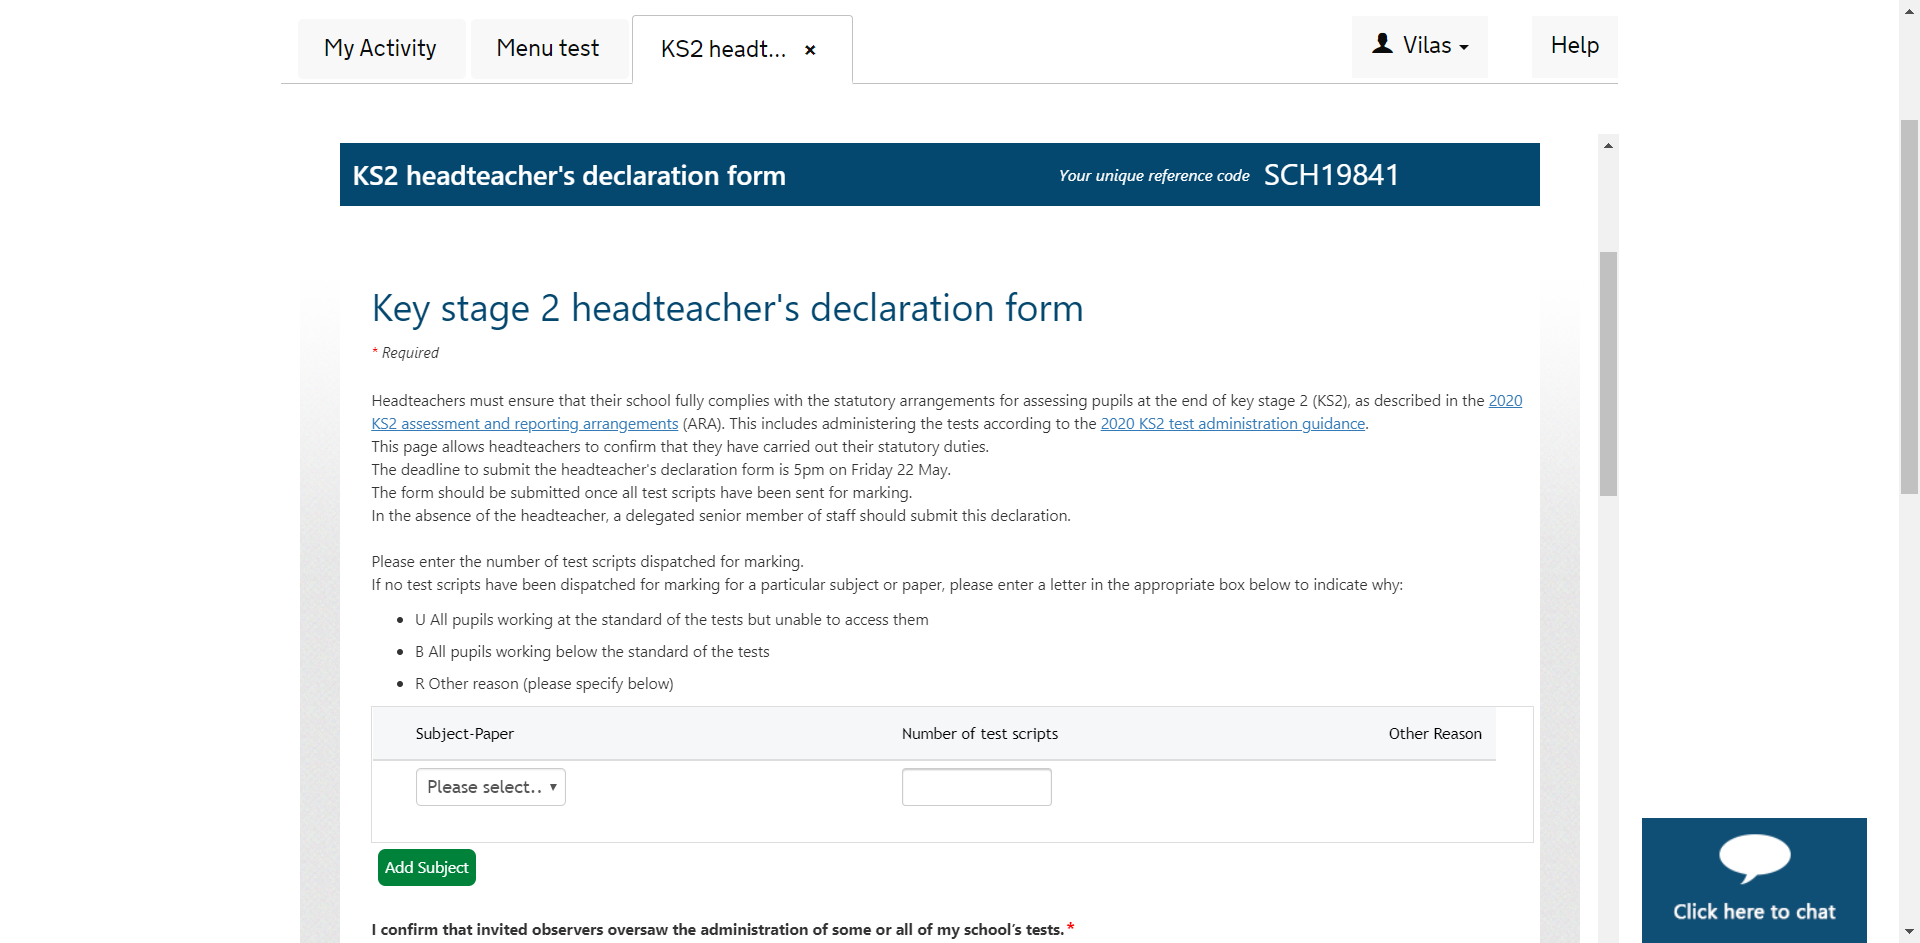 My Activity
Menu test
KS2 headt...
Vilas
Help
KS2 headteacher's declaration form
Your unique reference code SCH19841
Key stage 2 headteacher's declaration form
* Required
Headteachers must ensure that their school fully complies with the statutory arrangements for assessing pupils at the end of key stage 2 (KS2), as described in the 2020
KS2 assessment and reporting arrangements (ARA). This includes administering the tests according to the 2020 KS2 test administration guidance.
This page allows headteachers to confirm that they have carried out their statutory duties.
The deadline to submit the headteacher's declaration form is 5pm on Friday 22 May.
The form should be submitted once all test scripts have been sent for marking.
In the absence of the headteacher, a delegated senior member of staff should submit this declaration.
Please enter the number of test scripts dispatched for marking.
If no test scripts have been dispatched for marking for a particular subject or paper, please enter a letter in the appropriate box below to indicate why:
• U All pupils working at the standard of the tests but unable to access them
• B All pupils working below the standard of the tests
• R Other reason (please specify below)
Subject-Paper
Number of test scripts
Other Reason
Please select..
Add Subject
I confirm that invited observers oversaw the administration of some or all of my school's tests.*
Click here to chat